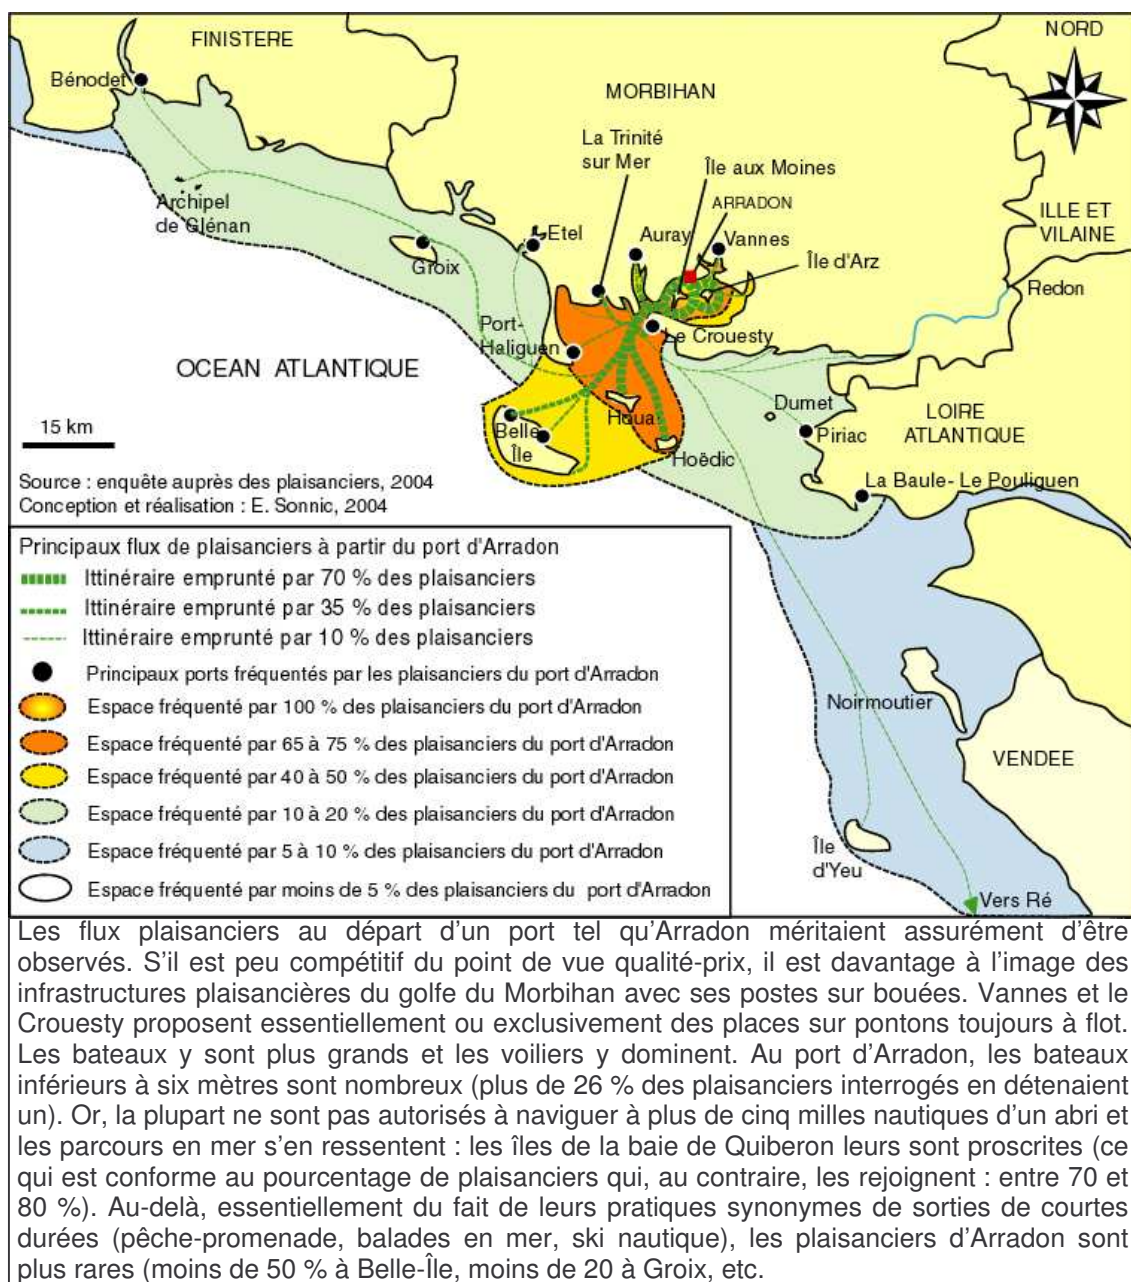 FINISTERE
NORD
Bénodet
MORBIHAN
La Trinité
sur Mer
Île aux Moines
ARRADON
Archipel
de Glénan
Groix
Etel
Auray
Vannes
Île d'Arz
ILLE ET
VILAINE
Redon
Port-
Haliguen
Le Crouesty
OCEAN ATLANTIQUE
15 km
Belle
Île
Houat
Hoëdic
Dumet
Piriac
LOIRE
ATLANTIQUE
La Baule- Le Pouliguen
Source : enquête auprès des plaisanciers, 2004
Conception et réalisation : E. Sonnic, 2004
Noirmoutier
VENDEE
Île
d'Yeu
Vers Ré
Principaux flux de plaisanciers à partir du port d'Arradon
Ittinéraire emprunté par 70 % des plaisanciers
Ittinéraire emprunté par 35 % des plaisanciers
Ittinéraire emprunté par 10 % des plaisanciers
Principaux ports fréquentés par les plaisanciers du port d'Arradon
Espace fréquenté par 100 % des plaisanciers du port d'Arradon
Espace fréquenté par 65 à 75 % des plaisanciers du port d'Arradon
Espace fréquenté par 40 à 50 % des plaisanciers du port d'Arradon
Espace fréquenté par 10 à 20 % des plaisanciers du port d'Arradon
Espace fréquenté par 5 à 10 % des plaisanciers du port d'Arradon
Espace fréquenté par moins de 5 % des plaisanciers du port d'Arradon
Les flux plaisanciers au départ d'un port tel qu'Arradon méritaient assurément d'être
observés. S'il est peu compétitif du point de vue qualité-prix, il est davantage à l'image des
infrastructures plaisancières du golfe du Morbihan avec ses postes sur bouées. Vannes et le
Crouesty proposent essentiellement ou exclusivement des places sur pontons toujours à flot.
Les bateaux y sont plus grands et les voiliers y dominent. Au port d'Arradon, les bateaux
inférieurs à six mètres sont nombreux (plus de 26 % des plaisanciers interrogés en détenaient
un). Or, la plupart ne sont pas autorisés à naviguer à plus de cinq milles nautiques d'un abri et
les parcours en mer s'en ressentent : les îles de la baie de Quiberon leurs sont proscrites (ce
qui est conforme au pourcentage de plaisanciers qui, au contraire, les rejoignent : entre 70 et
80 %). Au-delà, essentiellement du fait de leurs pratiques synonymes de sorties de courtes
durées (pêche-promenade, balades en mer, ski nautique), les plaisanciers d'Arradon sont
plus rares (moins de 50 % à Belle-Île, moins de 20 à Groix, etc.